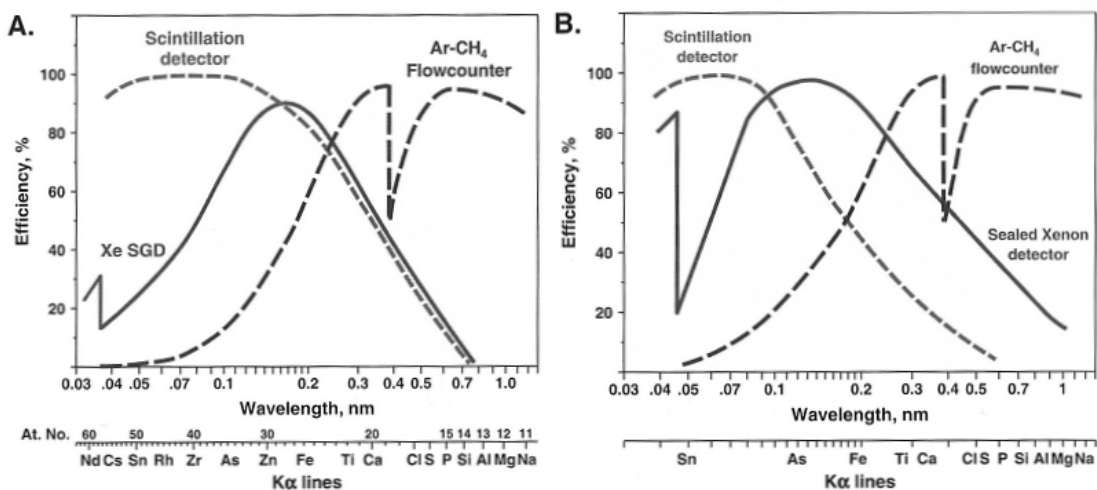 A.
Scintillation
detector
Ar-CH4
Flowcounter
Xe SGD
Efficiency, %
100
80
60
40
20
0.03 .04 .05 .07 0.1 0.2 0.3 0.4 0.5 0.7 1.0
Wavelength, nm
At. No. 60 50 40 30 20 15 14 13 12 11
Nd Cs Sn Rh Zr As Zn Fe Ti Ca Cl S P Si Al Mg Na
Kα lines
B.
Scintillation
detector
Ar-CH4
flowcounter
Sealed Xenon
detector
Efficiency, %
100
80
60
40
20
0.03 .04 .05 .07 0.1 0.2 0.3 0.4 0.5 0.7 1
Wavelength, nm
Sn As Fe Ti Ca Cl S P Si Al Mg Na
Kα lines